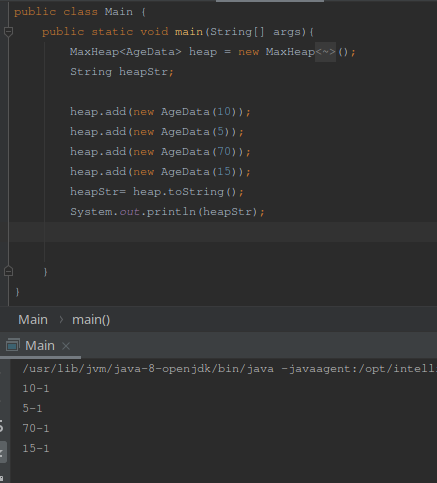 public class Main {
public static void main(String[] args){
MaxHeap<AgeData> heap = new MaxHeap<~>();
String heapStr;
heap.add(new AgeData(10));
heap.add(new AgeData(5));
heap.add(new AgeData(70));
heap.add(new AgeData(15));
heapStr= heap.toString();
System.out.println(heapStr);
}
}
Main > main()
Main ×
/usr/lib/jvm/java-8-openjdk/bin/java -javaagent:/opt/intelli
10-1
5-1
70-1
15-1